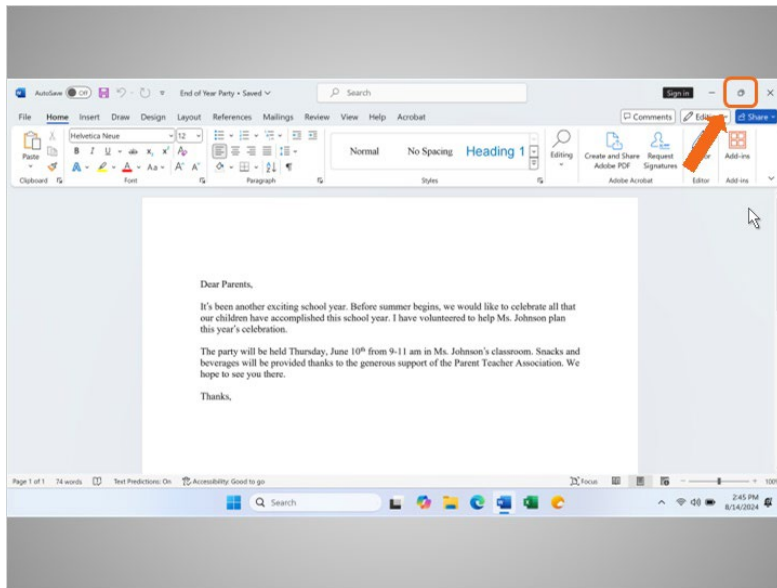 AutoSave Off End of Year Party • Saved Search Sign in
File Home Insert Draw Design Layout References Mailings Review View Help Acrobat Comments Share
Paste
Clipboard
Helvetica Neue 12
B I U ab x₂ x² A
A A Aa A A
Font
Paragraph
Normal No Spacing Heading 1
Styles
Editing
Create and Share Adobe PDF
Request Signatures
Adobe Acrobat
Editor
Add-ins
Add-ins
Dear Parents,
It's been another exciting school year. Before summer begins, we would like to celebrate all that
our children have accomplished this school year. I have volunteered to help Ms. Johnson plan
this year's celebration.
The party will be held Thursday, June 10th from 9-11 am in Ms. Johnson's classroom. Snacks and
beverages will be provided thanks to the generous support of the Parent Teacher Association. We
hope to see you there.
Thanks,
Page 1 of 1 74 words Text Predictions: On Accessibility: Good to go Focus
Search
2:45 PM
8/14/2024